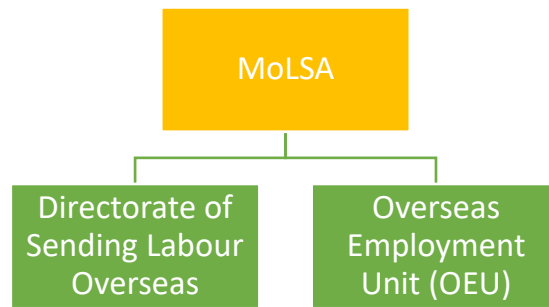 MoLSA
Directorate of
Sending Labour
Overseas
Overseas
Employment
Unit (OEU)